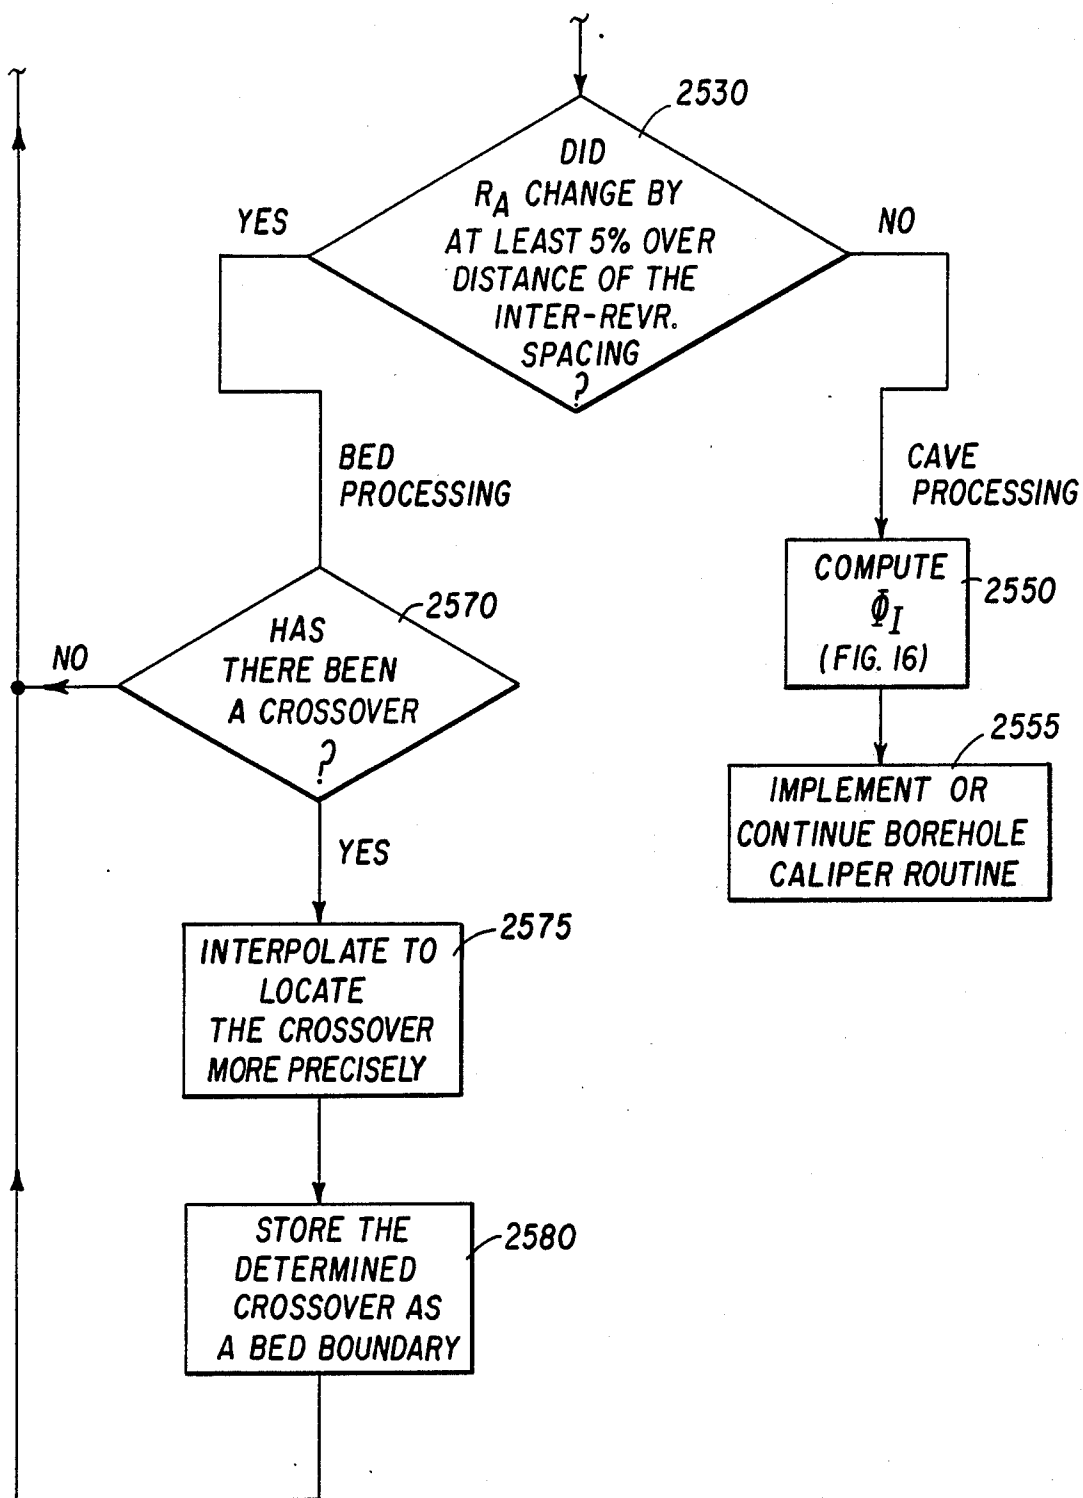 2530
DID
RA CHANGE BY
AT LEAST 5% OVER
DISTANCE OF THE
INTER-REVR.
SPACING
?
YES
NO
BED
PROCESSING
CAVE
PROCESSING
COMPUTE
ΦI
(FIG. 16)
2550
2570
HAS
THERE BEEN
A CROSSOVER
?
NO
YES
2555
IMPLEMENT OR
CONTINUE BOREHOLE
CALIPER ROUTINE
2575
INTERPOLATE TO
LOCATE
THE CROSSOVER
MORE PRECISELY
2580
STORE THE
DETERMINED
CROSSOVER AS
A BED BOUNDARY